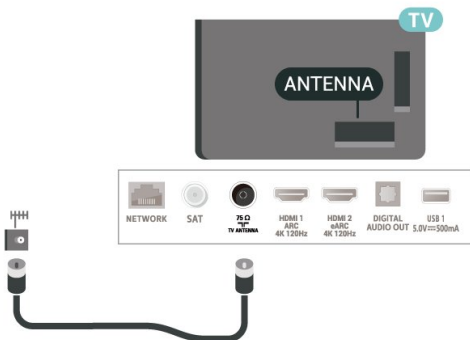 TV
ANTENNA
NETWORK
SAT
75 Ω
TV ANTENNA
HDMI 1
ARC
4K 120Hz
HDMI 2
eARC
4K 120Hz
DIGITAL
AUDIO OUT
USB 1
5.0V⎓500mA